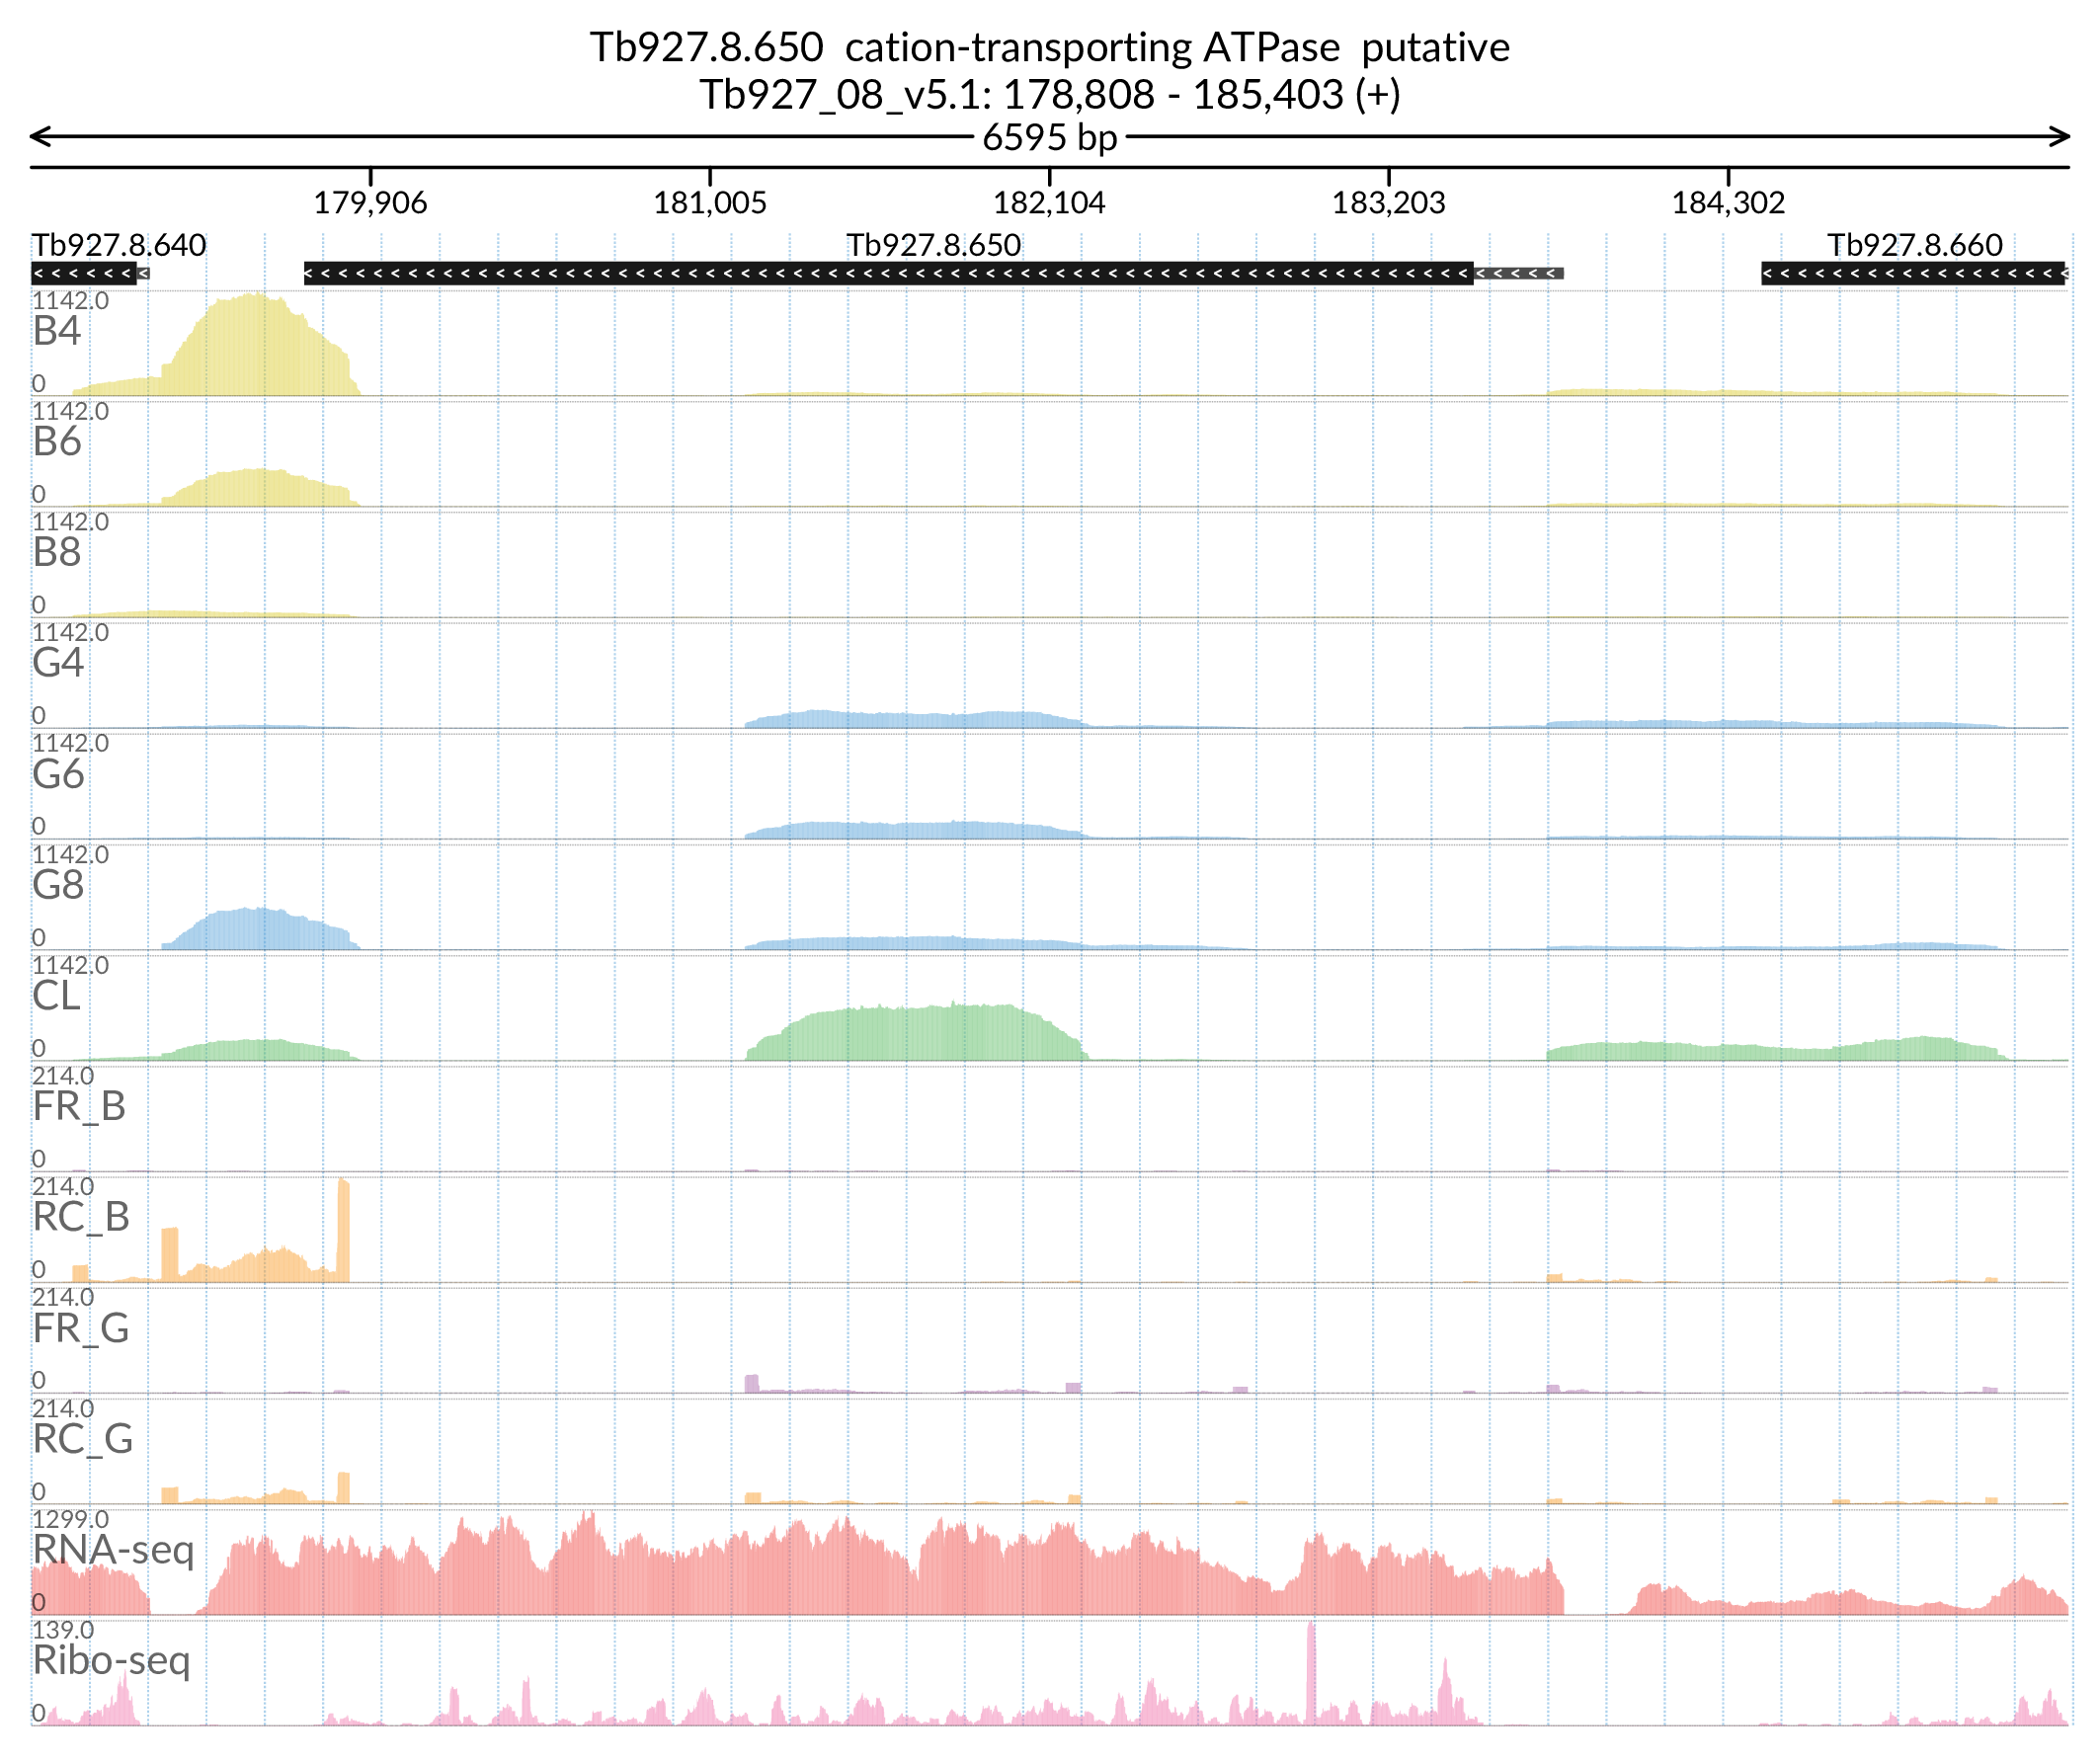 Tb927.8.650  cation-transporting ATPase  putative
Tb927_08_v5.1: 178,808 - 185,403 (+)
6595 bp
179,906 181,005 182,104 183,203 184,302
Tb927.8.640 Tb927.8.650 Tb927.8.660
1142.0
B4
0
1142.0
B6
0
1142.0
B8
0
1142.0
G4
0
1142.0
G6
0
1142.0
G8
0
1142.0
CL
0
214.0
FR_B
0
214.0
RC_B
0
214.0
FR_G
0
214.0
RC_G
0
1299.0
RNA-seq
0
139.0
Ribo-seq
0